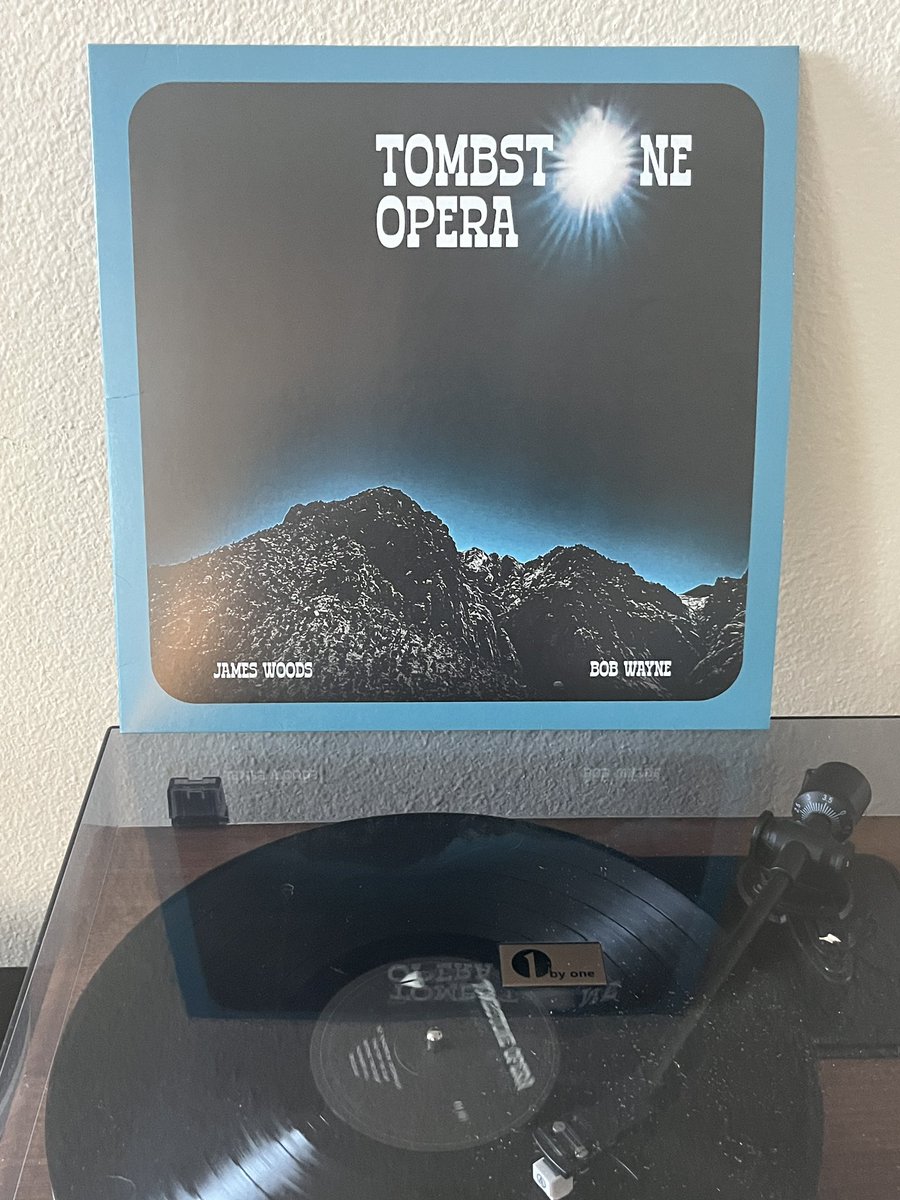 TOMBSTONE
OPERA
JAMES WOODS
BOB WAYNE
1 by one